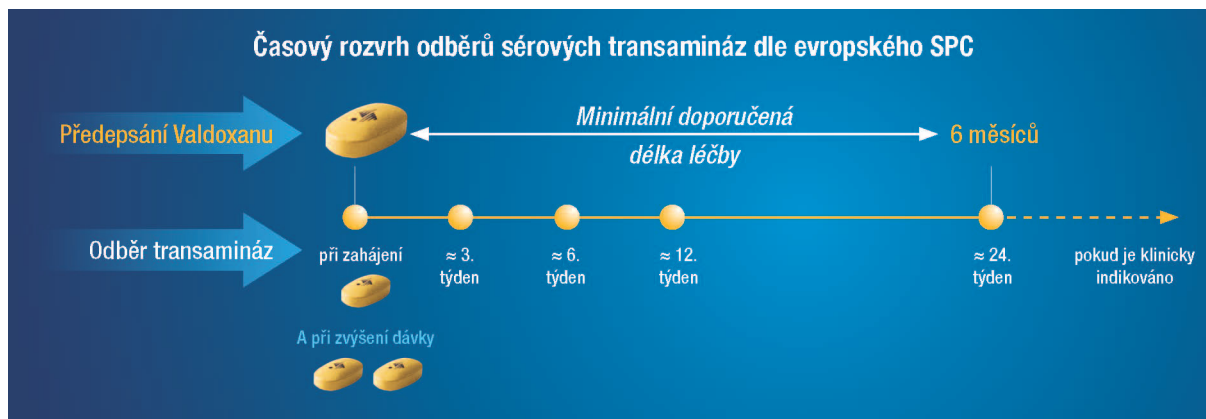 Časový rozvrh odběrů sérových transamináz dle evropského SPC
Předepsání Valdoxanu
Minimální doporučená
délka léčby
6 měsíců
Odběr transamináz
při zahájení
≈ 3.
týden
≈ 6.
týden
≈ 12.
týden
≈ 24.
týden
pokud je klinicky
indikováno
A při zvýšení dávky